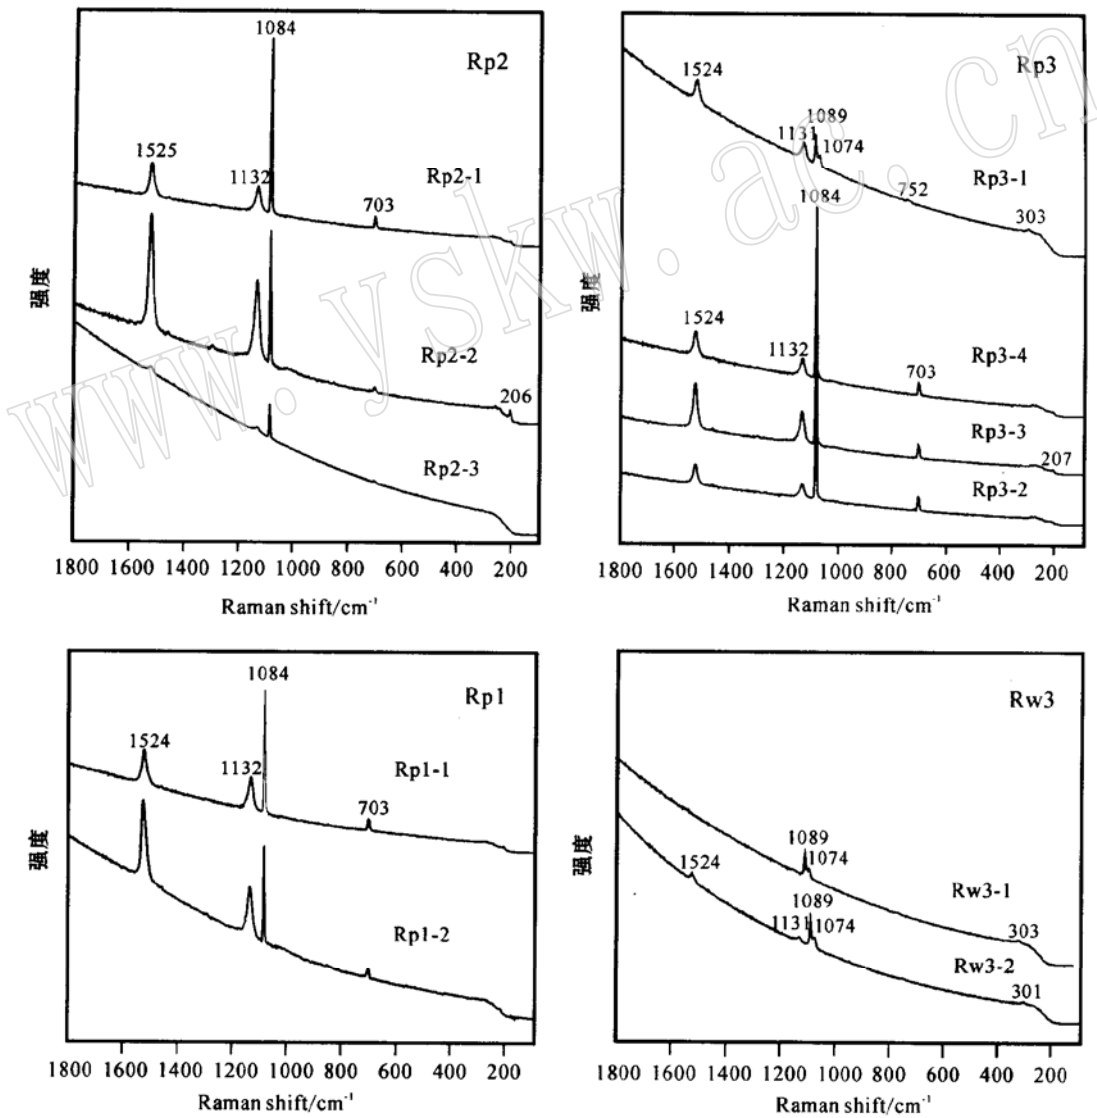 1084
Rp2
1525
1132
Rp2-1
703
Rp2-2
206
Rp2-3
强度
1800 1600 1400 1200 1000 800 600 400 200
Raman shift/cm⁻¹
1524
Rp3
1089
1131
1074
752
Rp3-1
303
1084
1524
1132
703
Rp3-4
Rp3-3
207
Rp3-2
强度
1800 1600 1400 1200 1000 800 600 400 200
Raman shift/cm⁻¹
1084
Rp1
1524
1132
Rp1-1
703
Rp1-2
强度
1800 1600 1400 1200 1000 800 600 400 200
Raman shift/cm⁻¹
Rw3
1089
1074
1524
Rw3-1
1089
1131
1074
303
Rw3-2
301
强度
1800 1600 1400 1200 1000 800 600 400 200
Raman shift/cm⁻¹
www.yskw.ac.cn